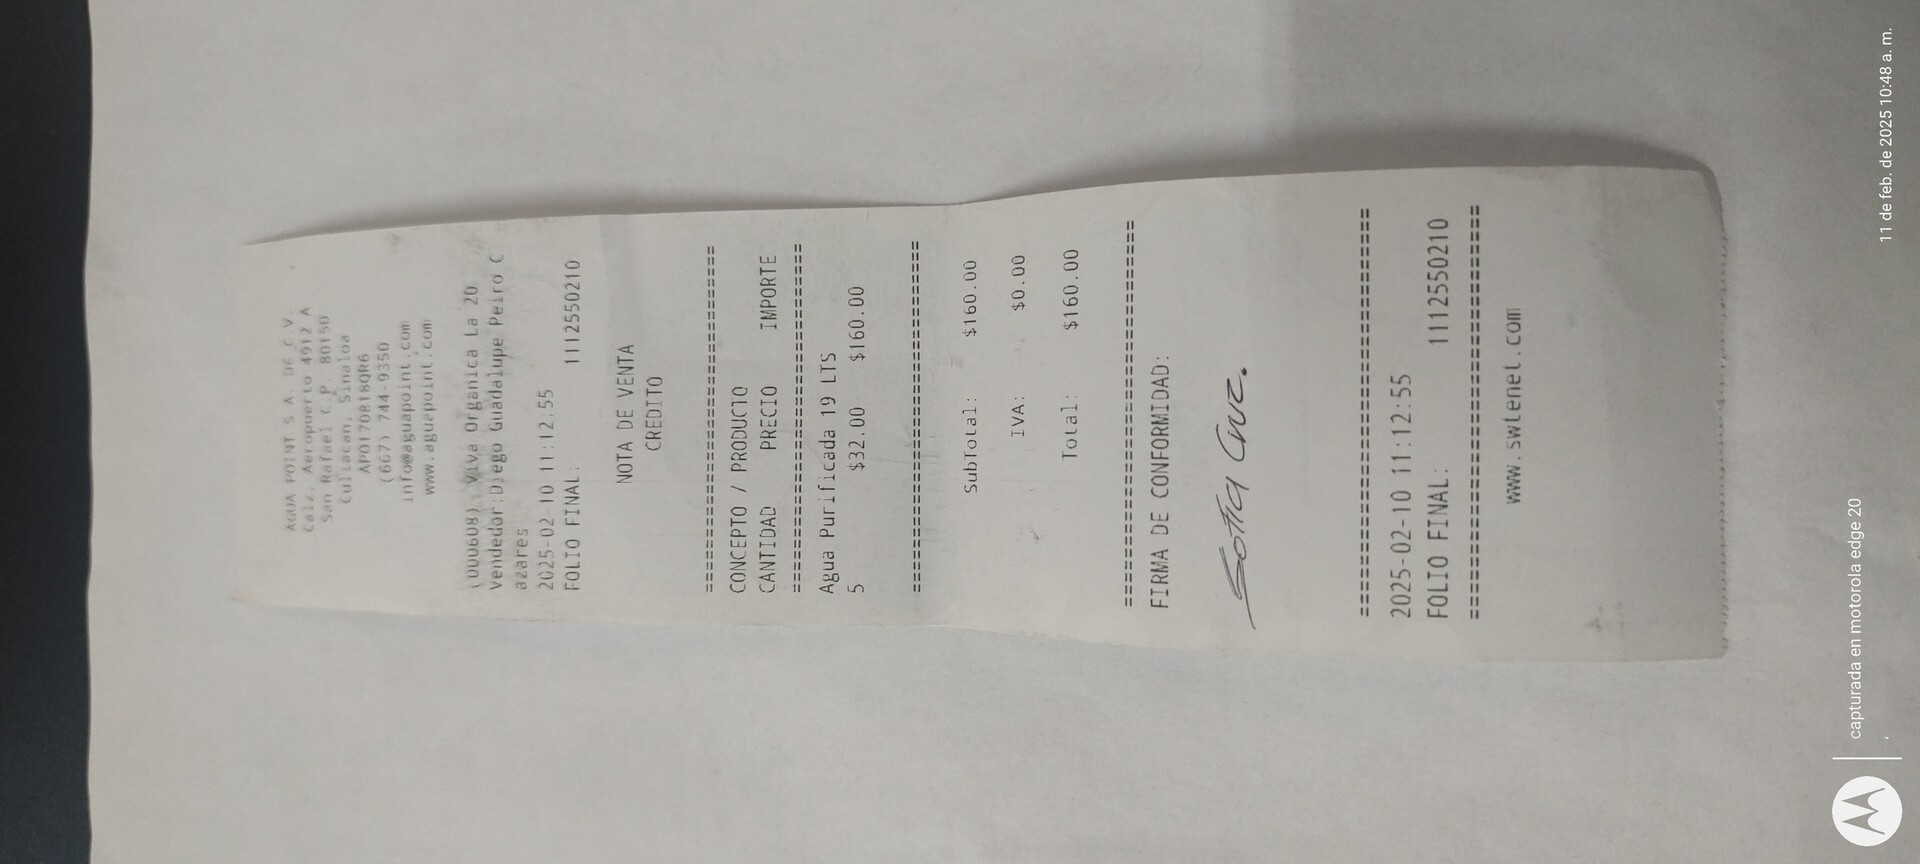 AGUA POINT S.A. DE C.V.
Calz. Aeropuerto 4912 A
San Rafael C.P. 80150
Culiacan, Sinaloa
APO170818QR6
(667) 744-9350
info@aguapoint.com
www.aguapoint.com
(000608) Viva Organica La 20
Vendedor:Diego Guadalupe Peiro C
azares
2025-02-10 11:12:55
FOLIO FINAL: 1112550210
NOTA DE VENTA
CREDITO
================================
CONCEPTO / PRODUCTO
CANTIDAD PRECIO IMPORTE
================================
Agua Purificada 19 LTS
5 $32.00 $160.00
================================
SubTotal: $160.00
IVA: $0.00
Total: $160.00
================================
FIRMA DE CONFORMIDAD:
Sofia Cruz.
================================
2025-02-10 11:12:55
FOLIO FINAL: 1112550210
================================
www.swtenet.com
capturada en motorola edge 20
11 de feb. de 2025 10:48 a. m.